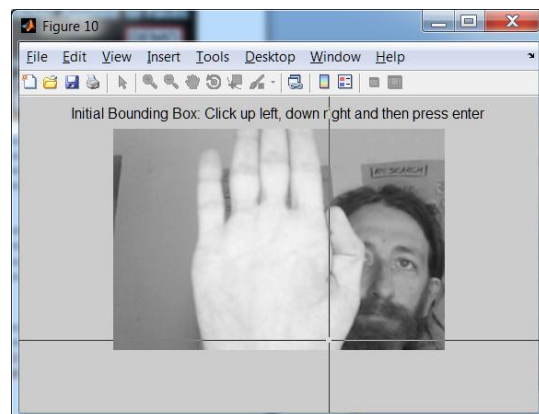 Figure 10
File Edit View Insert Tools Desktop Window Help
Initial Bounding Box: Click up left, down right and then press enter
RESEARCH